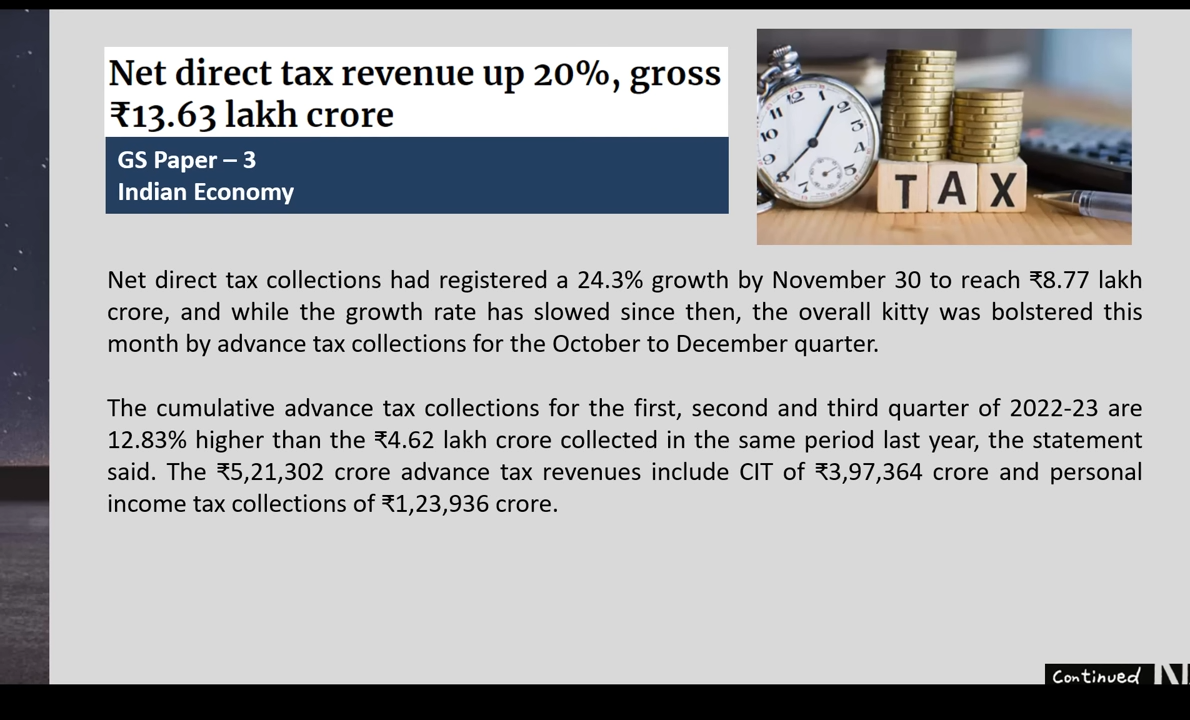 Net direct tax revenue up 20%, gross
₹13.63 lakh crore
GS Paper – 3
Indian Economy
TAX
Net direct tax collections had registered a 24.3% growth by November 30 to reach ₹8.77 lakh
crore, and while the growth rate has slowed since then, the overall kitty was bolstered this
month by advance tax collections for the October to December quarter.
The cumulative advance tax collections for the first, second and third quarter of 2022-23 are
12.83% higher than the ₹4.62 lakh crore collected in the same period last year, the statement
said. The ₹5,21,302 crore advance tax revenues include CIT of ₹3,97,364 crore and personal
income tax collections of ₹1,23,936 crore.
Continued